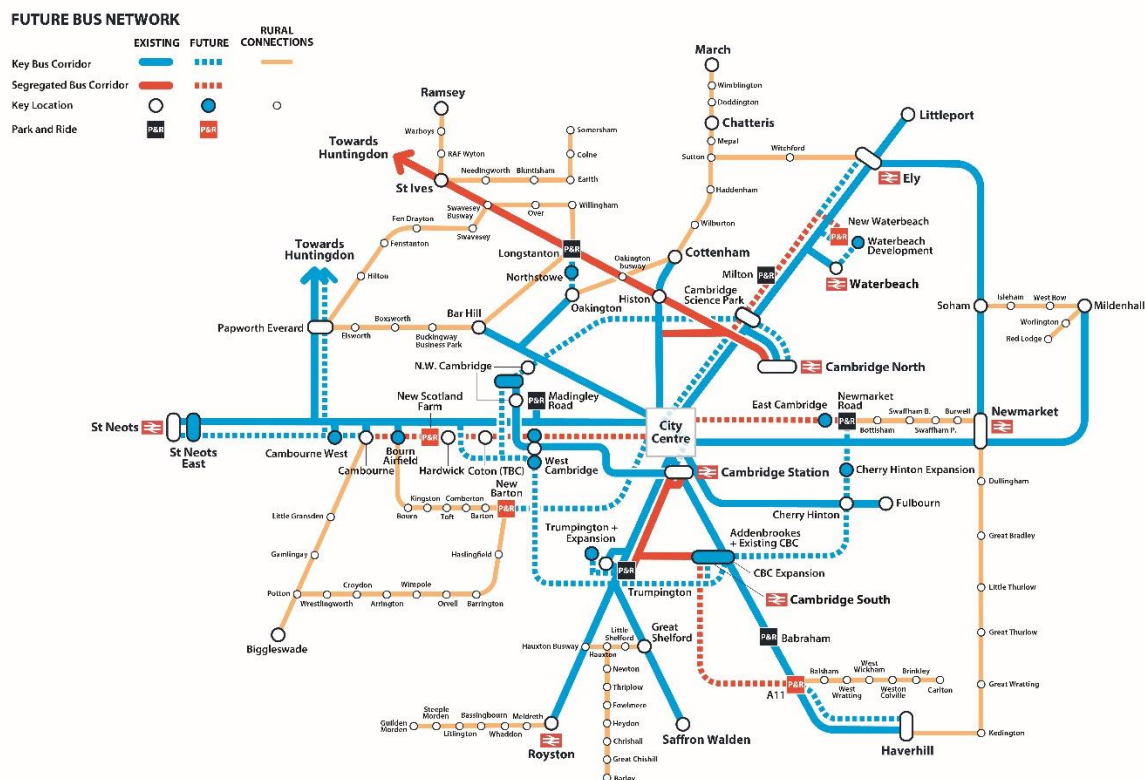 FUTURE BUS NETWORK
EXISTING
FUTURE
RURAL
CONNECTIONS
Key Bus Corridor
Segregated Bus Corridor
Key Location
Park and Ride
P&R
P&R
March
Wimblington
Doddington
Chatteris
Mepal
Sutton
Witchford
Haddenham
Wilburton
Littleport
Ely
Ramsey
Warboys
RAF Wyton
St Ives
Needingworth
Bluntsham
Somersham
Colne
Earith
Towards
Huntingdon
Swavesey
Busway
Over
Willingham
Fen Drayton
Swavesey
Fenstanton
Hilton
Towards
Huntingdon
Longstanton
P&R
Northstowe
Oakington
busway
Oakington
Cottenham
Histon
Cambridge
Science Park
Milton
P&R
New Waterbeach
P&R
Waterbeach
Development
Waterbeach
Papworth Everard
Elsworth
Boxsworth
Buckingway
Business Park
Bar Hill
Cambridge North
Soham
Isleham
West Row
Mildenhall
Worlington
Red Lodge
N.W. Cambridge
Madingley
Road
P&R
New Scotland
Farm
P&R
St Neots
St Neots
East
Cambourne West
Cambourne
Bourn
Airfield
Hardwick
Coton (TBC)
West
Cambridge
City
Centre
East Cambridge
Newmarket
Road
P&R
Bottisham
Swaffham B.
Swaffham P.
Burwell
Newmarket
Cambridge Station
Cherry Hinton Expansion
Cherry Hinton
Fulbourn
New
Barton
P&R
Bourn
Kingston
Toft
Comberton
Barton
Haslingfield
Little Gransden
Gamlingay
Potton
Wrestlingworth
Croydon
Arrington
Wimpole
Orwell
Barrington
Biggleswade
Trumpington +
Expansion
P&R
Trumpington
Addenbrookes
+ Existing CBC
CBC Expansion
Cambridge South
Dullingham
Great Bradley
Little Thurlow
Great Thurlow
Great Wratting
Kedington
Hauxton Busway
Little
Shelford
Hauxton
Great
Shelford
Newton
Thriplow
Fowlmere
Heydon
Chrishall
Great Chishill
Barley
P&R
Babraham
P&R
A11
Balsham
West
Wratting
West
Wickham
Weston
Colville
Brinkley
Carlton
Haverhill
Guilden
Morden
Steeple
Morden
Litlington
Bassingbourn
Whaddon
Meldreth
Royston
Saffron Walden